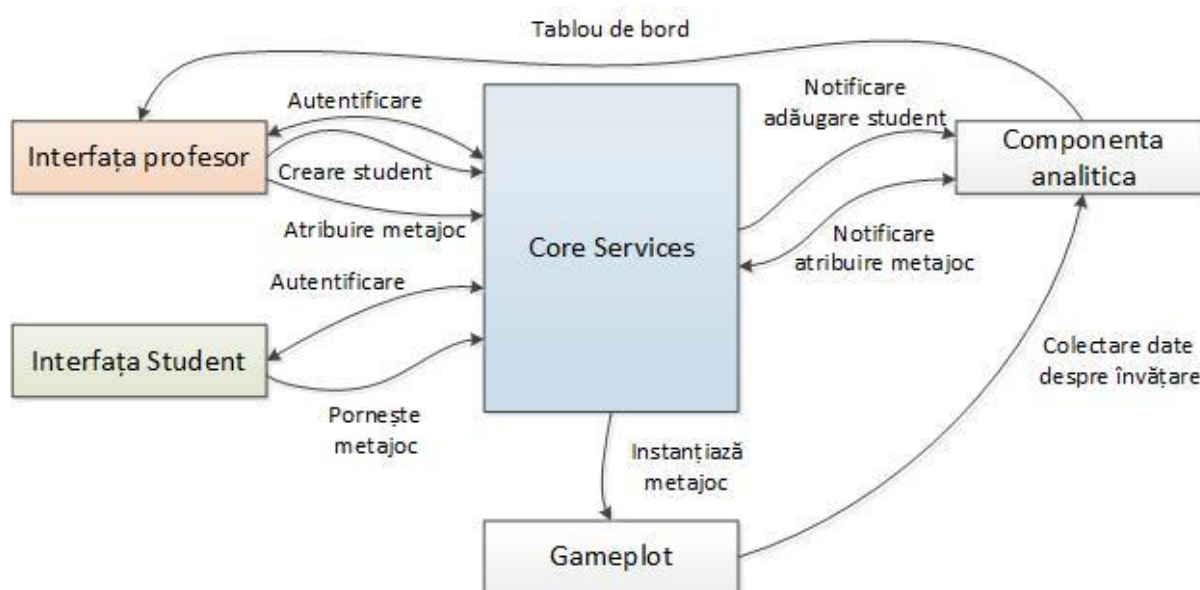 Tablou de bord
Autentificare
Notificare
adăugare student
Interfața profesor
Creare student
Componenta
analitica
Atribuire metajoc
Core Services
Notificare
atribuire metajoc
Autentificare
Interfața Student
Colectare date
despre învățare
Pornește
metajoc
Instanțiază
metajoc
Gameplot